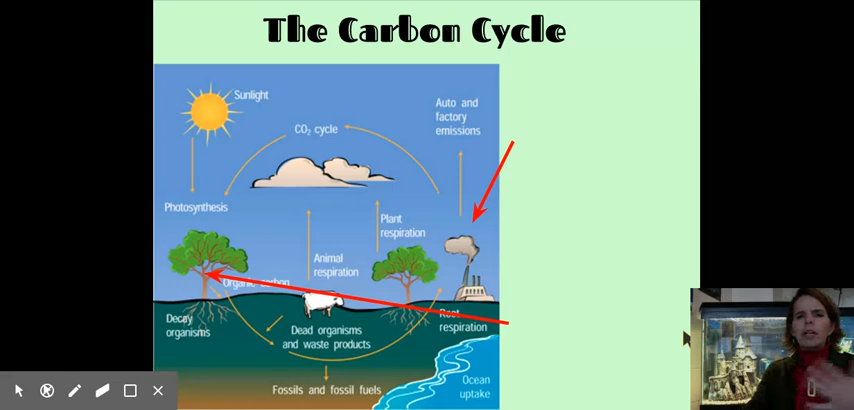 The Carbon Cycle
Sunlight
Auto and
factory
emissions
CO₂ cycle
Photosynthesis
Plant
respiration
Animal
respiration
Organic carbon
Decay
organisms
Dead organisms
and waste products
Root
respiration
Fossils and fossil fuels
Ocean
uptake